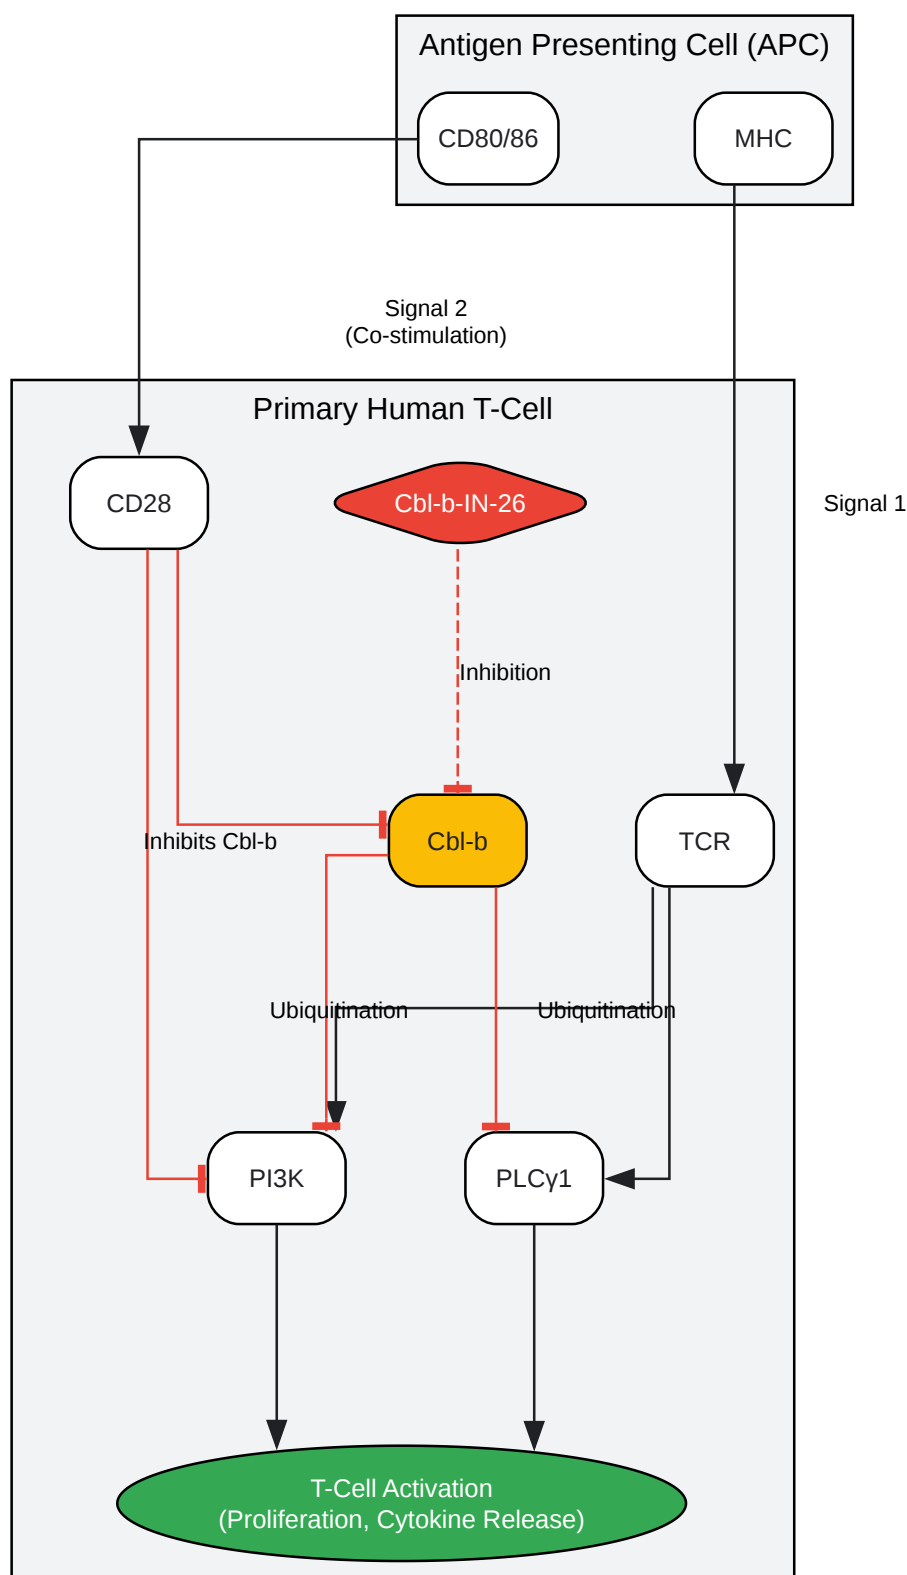 Antigen Presenting Cell (APC)
CD80/86
MHC
Signal 2
(Co-stimulation)
Primary Human T-Cell
CD28
Cbl-b-IN-26
Signal 1
Inhibition
Inhibits Cbl-b
Cbl-b
TCR
Ubiquitination
Ubiquitination
PI3K
PLCγ1
T-Cell Activation
(Proliferation, Cytokine Release)